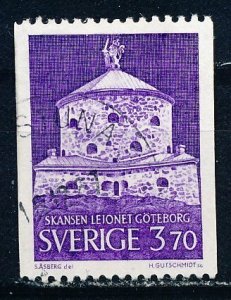 SKANSEN LEJONET GÖTEBORG
SVERIGE 3 70
S.ÅSBERG del
H.GUTSCHMIDT sc